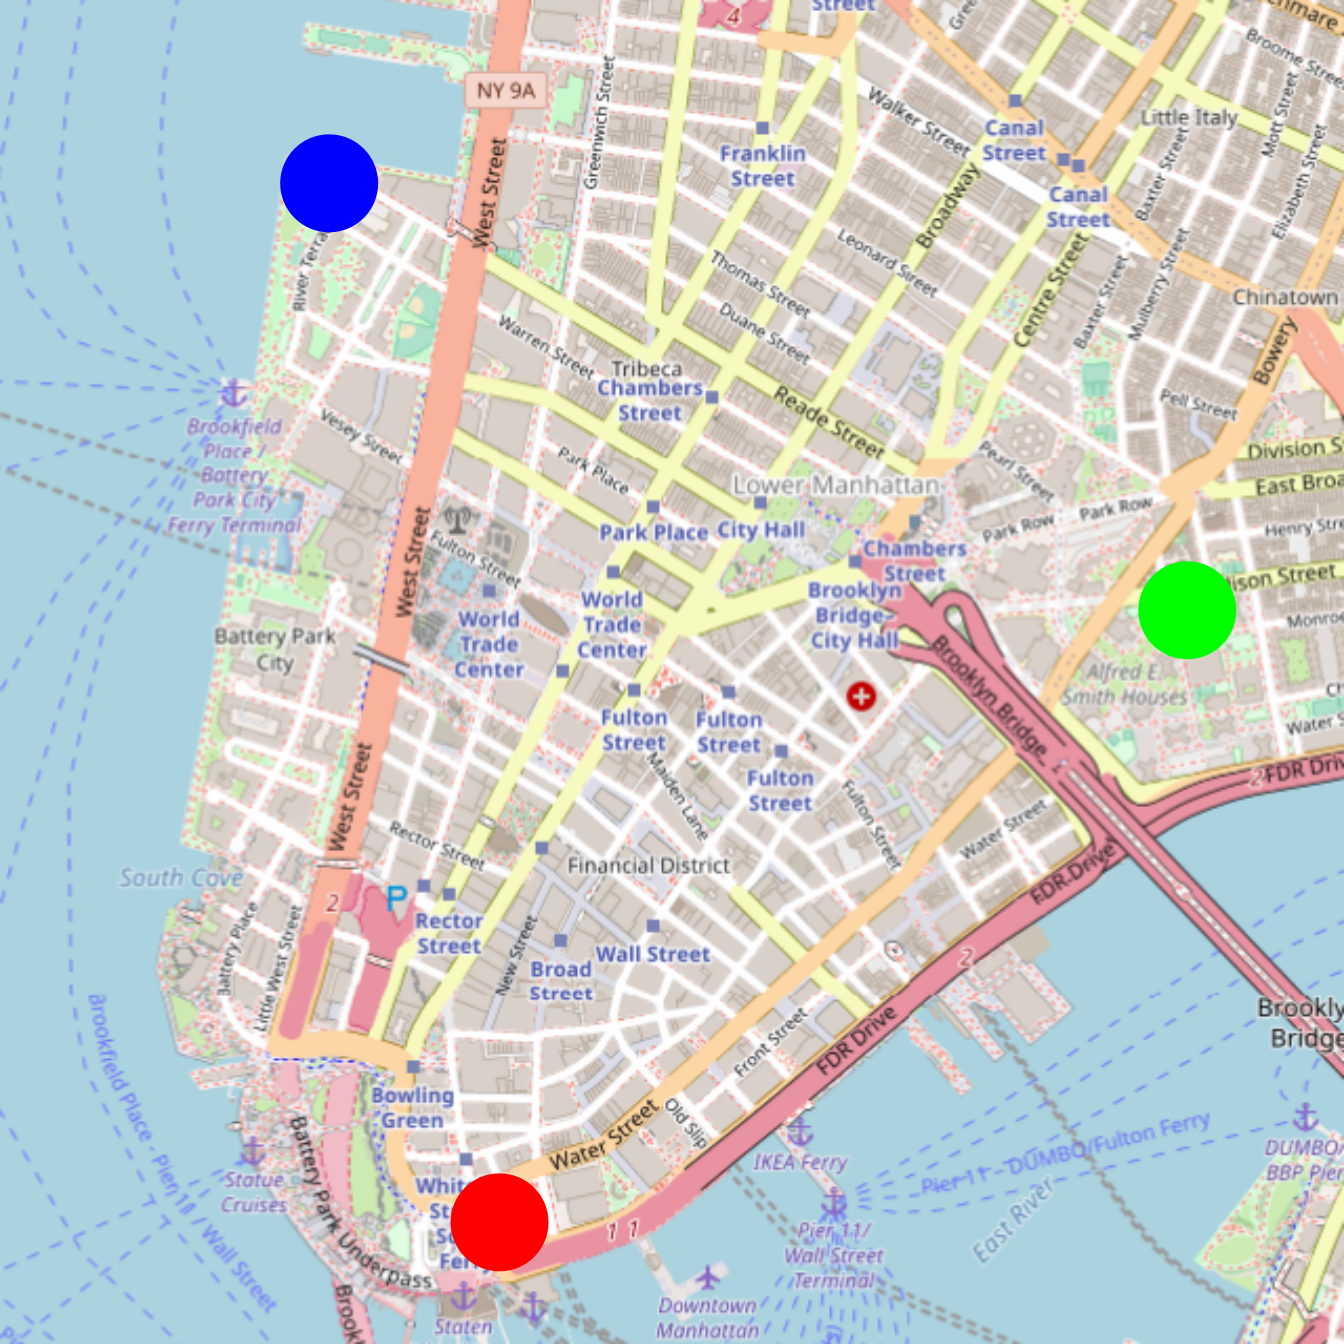 4
Street
Broome Street
NY 9A
Greenwich Street
Walker Street
Canal
Street
Little Italy
Mott Street
Franklin
Street
Canal
Street
Baxter Street
Elizabeth Street
West Street
Broadway
Leonard Street
River Terra
Thomas Street
Centre Street
Baxter Street
Mulberry Street
Chinatown
Duane Street
Warren Street
Tribeca
Chambers
Street
Bowery
Reade Street
Pell Street
Brookfield
Place /
Battery
Park City
Ferry Terminal
Vesey Street
Park Place
Pearl Street
Division S
East Broa
Lower Manhattan
Park Row
Park Row
Henry Str
Park Place
City Hall
Fulton Street
West Street
Chambers
Street
Brooklyn
Bridge-
City Hall
ison Street
Monro
World
Trade
Center
World
Trade
Center
Battery Park
City
Alfred E.
Smith Houses
Brooklyn Bridge
1
Water
Fulton
Street
Fulton
Street
Fulton
Street
Maiden Lane
Fulton Street
2
FDR Driv
West Street
Rector Street
Water Street
Financial District
FDR Drive
South Cove
2
P
Rector
Street
Battery Place
Little West Street
New Street
Wall Street
Broad
Street
2
Brookly
Bridge
Front Street
FDR Drive
Bowling
Green
Old Slip
Water Street
Brookfield Place - Pier 11 / Wall Street
Battery Park Underpass
Statue
Cruises
IKEA Ferry
Pier 11 - DUMBO/Fulton Ferry
DUMBO/
BBP Pier
East River
Whit
St
Ferr
1 1
Pier 11/
Wall Street
Terminal
Brook
Staten
Downtown
Manhattan